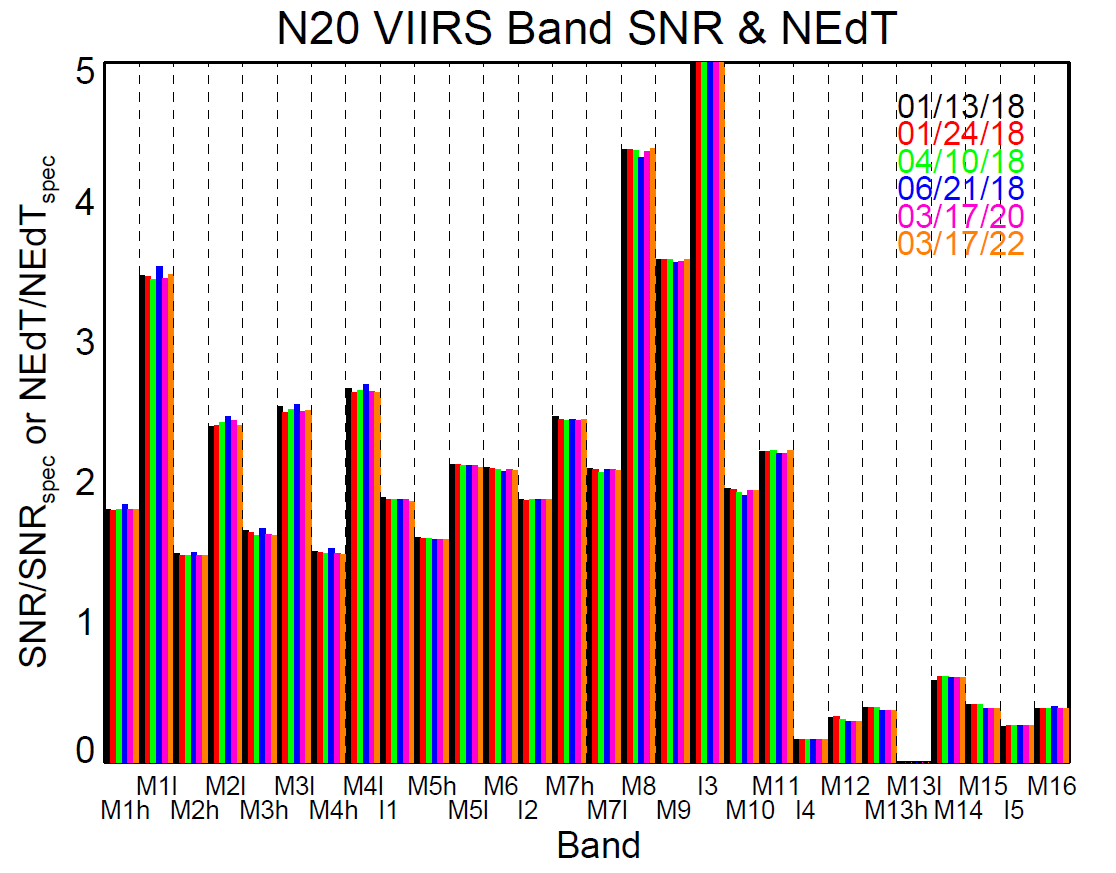 N20 VIIRS Band SNR & NEdT
SNR/SNRspec or NEdT/NEdTspec
5
4
3
2
1
0
01/13/18
01/24/18
04/10/18
06/21/18
03/17/20
03/17/22
M1l M2l M3l M4l M5h M6 M7h M8 I3 M11 M12 M13l M15 M16
M1h M2h M3h M4h I1 M5l I2 M7l M9 M10 I4 M13h M14 I5
Band